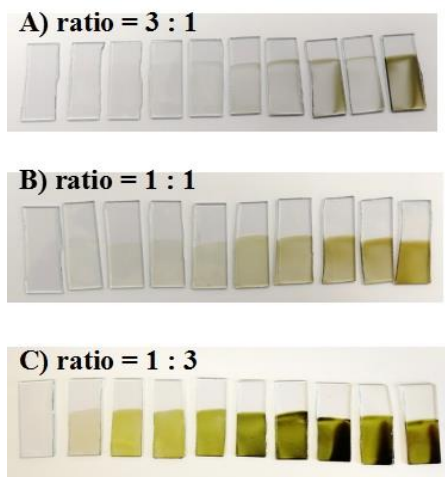 A) ratio = 3 : 1
B) ratio = 1 : 1
C) ratio = 1 : 3